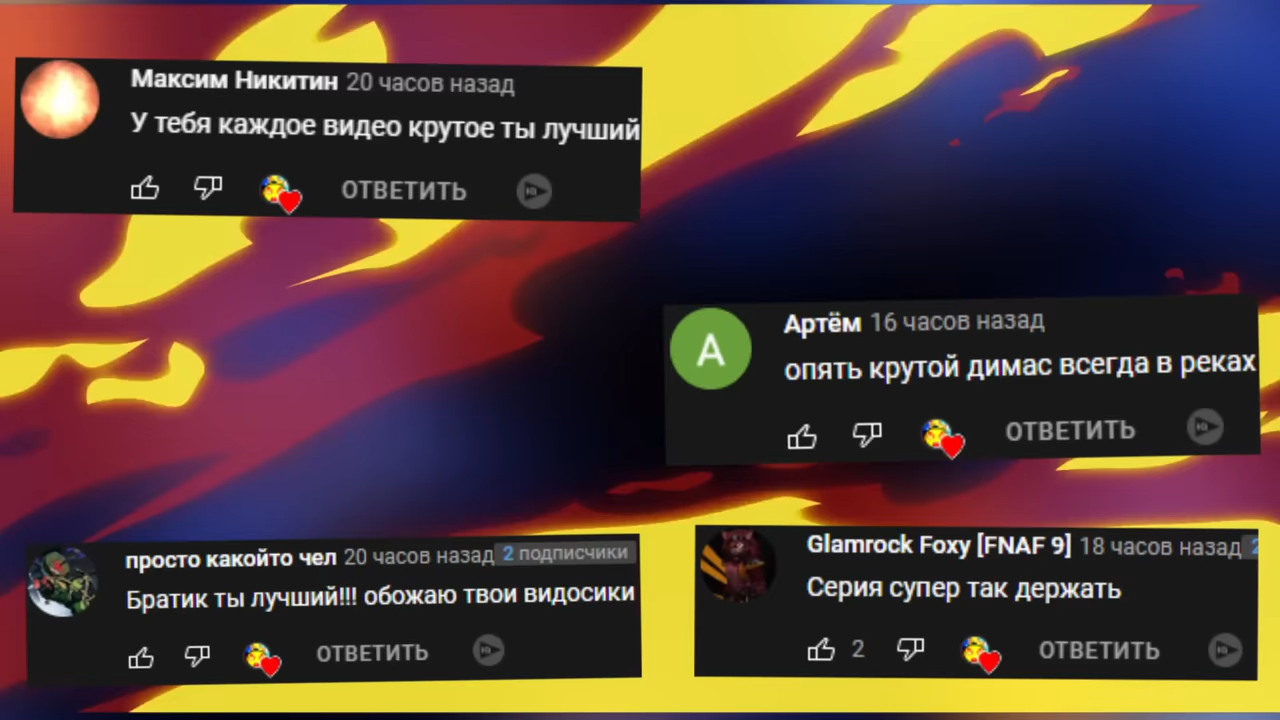 Максим Никитин 20 часов назад
У тебя каждое видео крутое ты лучший
ОТВЕТИТЬ
Артём 16 часов назад
А
опять крутой димас всегда в реках
ОТВЕТИТЬ
просто какойто чел 20 часов назад 2 подписчики
Братик ты лучший!!! обожаю твои видосики
ОТВЕТИТЬ
Glamrock Foxy [FNAF 9] 18 часов назад
Серия супер так держать
2 ОТВЕТИТЬ